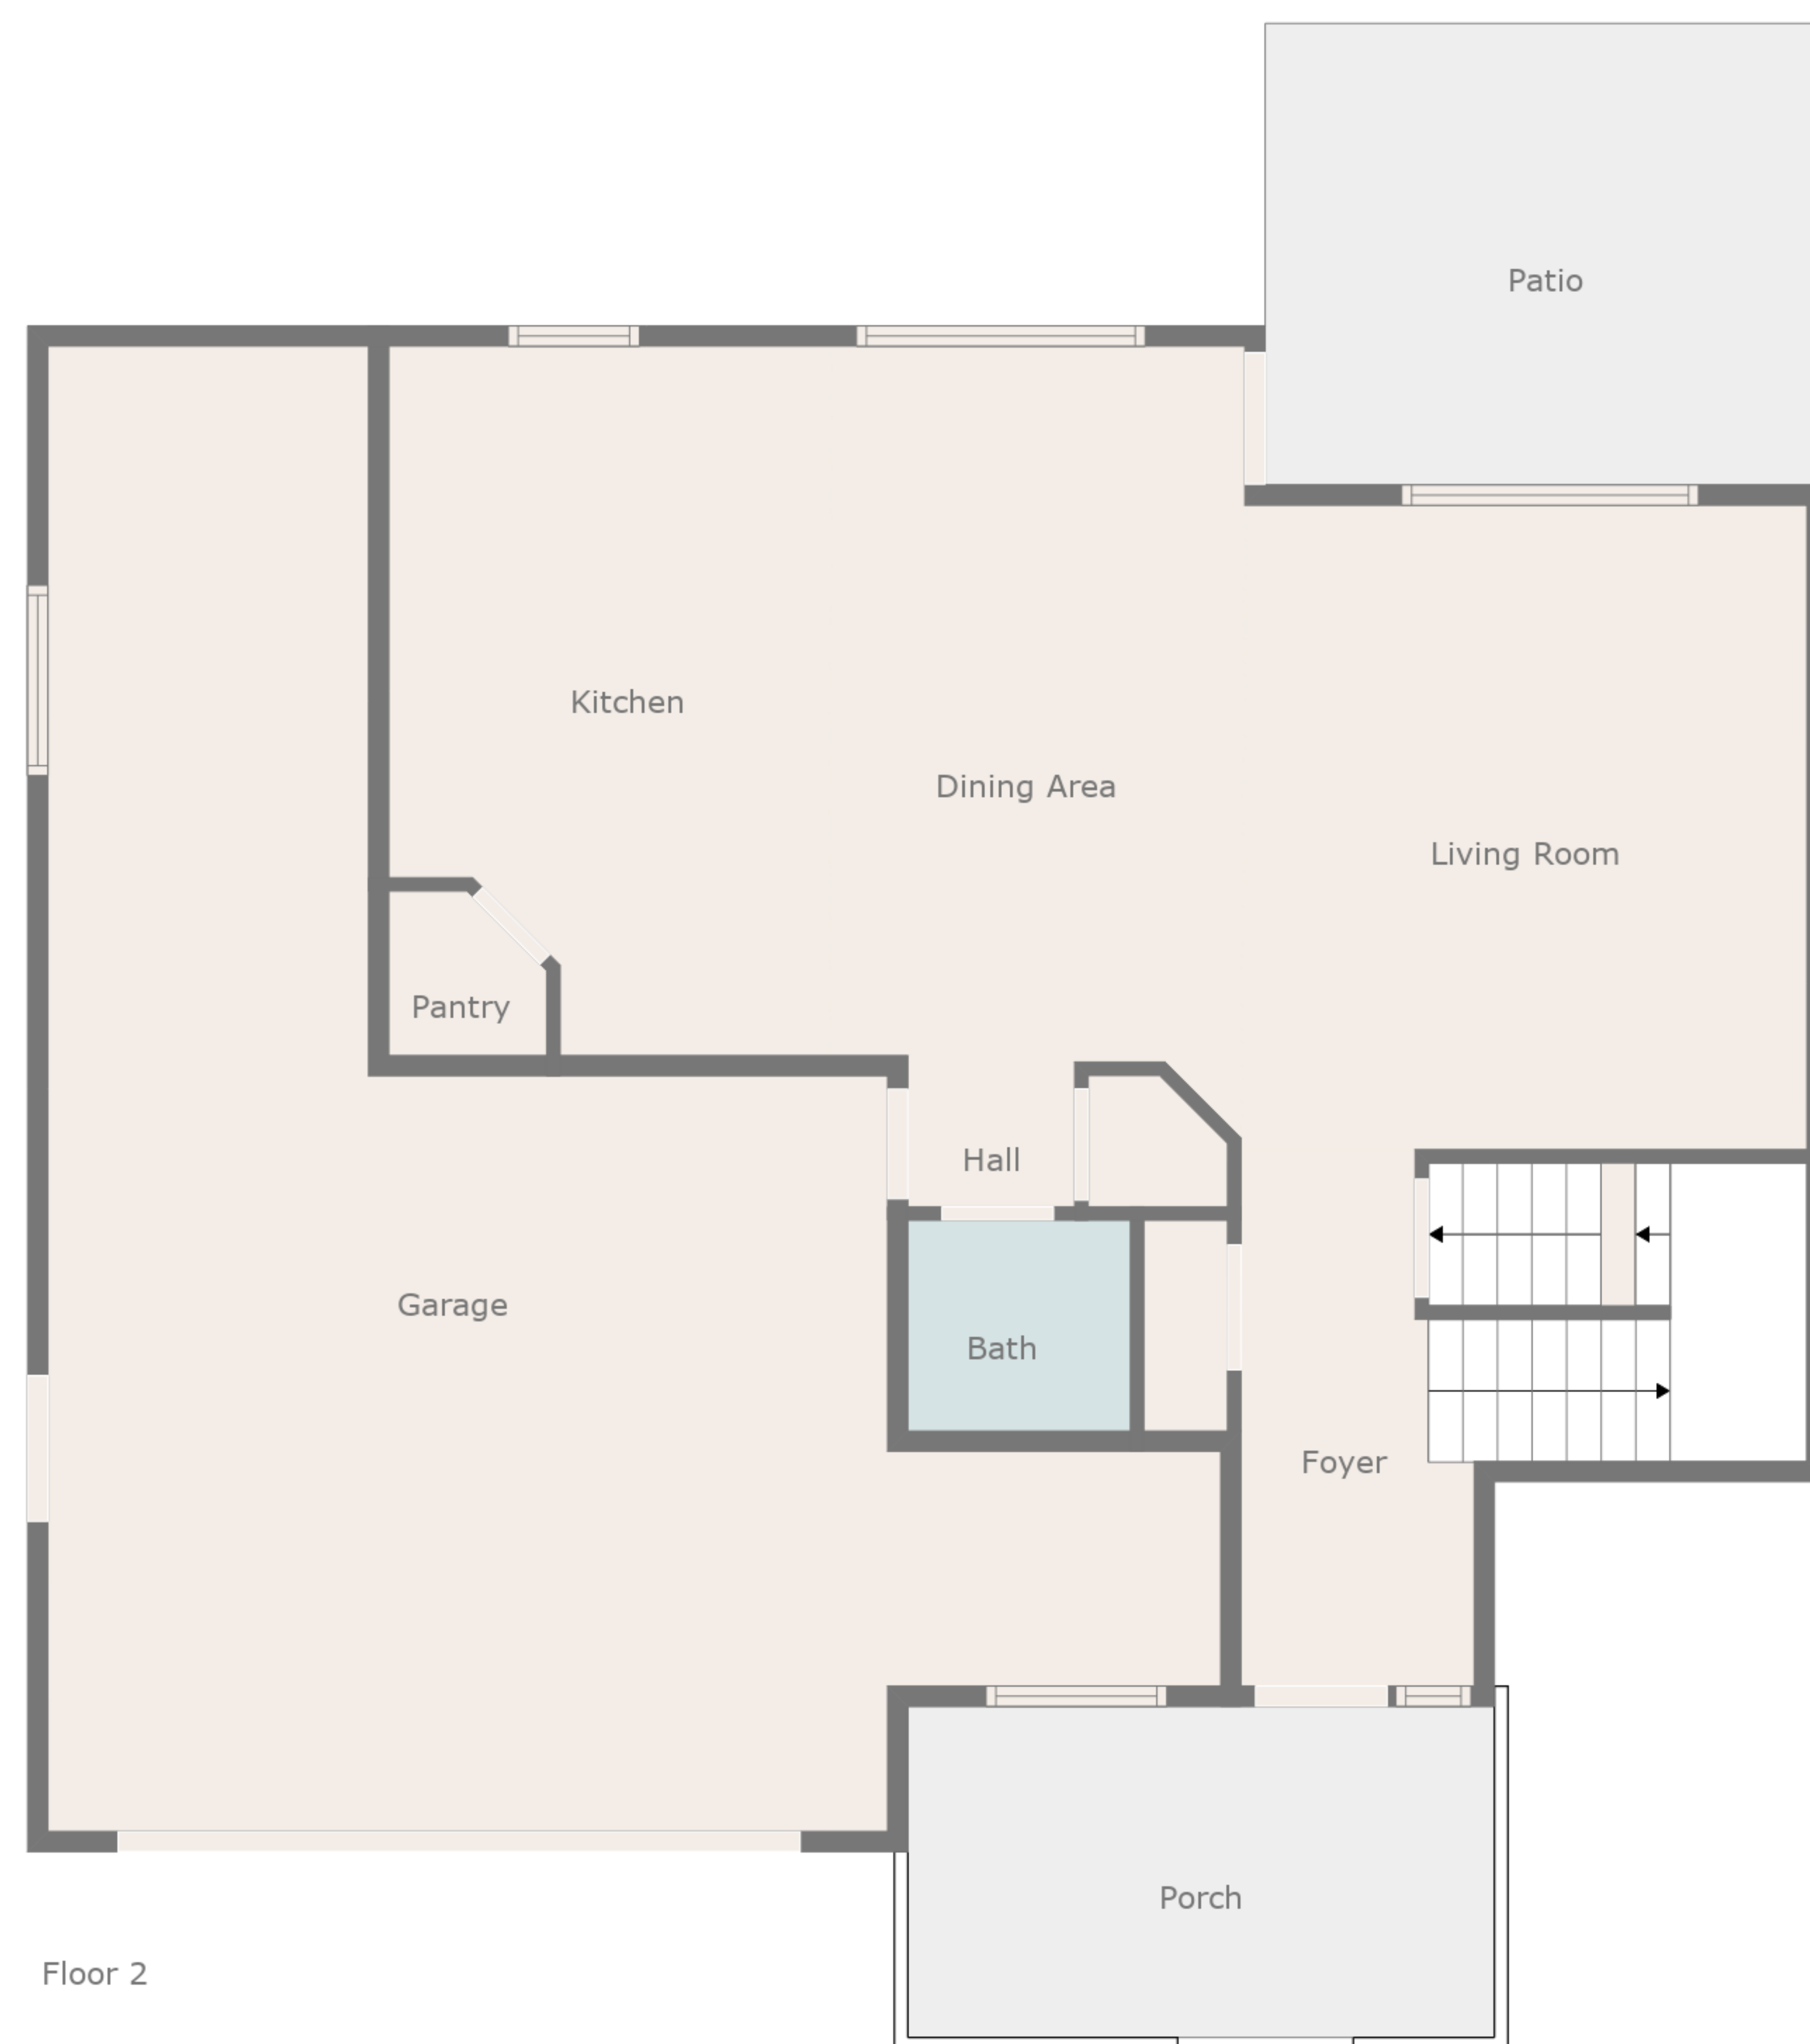 Patio
Kitchen
Dining Area
Living Room
Pantry
Hall
Garage
Bath
Foyer
Porch
Floor 2